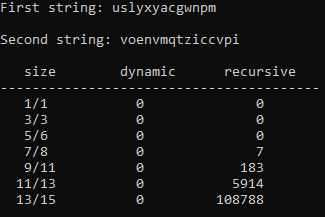 First string: uslyxyacgwnpm
Second string: voenvmqtziccvpi
size dynamic recursive
---------------------------------------
1/1 0 0
3/3 0 0
5/6 0 0
7/8 0 7
9/11 0 183
11/13 0 5914
13/15 0 108788